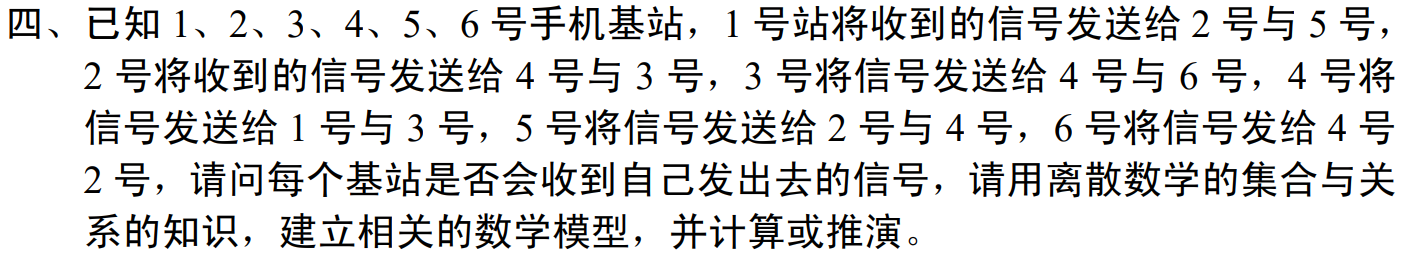 四、已知 1、2、3、4、5、6 号手机基站，1 号站将收到的信号发送给 2 号与 5 号，
2 号将收到的信号发送给 4 号与 3 号，3 号将信号发送给 4 号与 6 号，4 号将
信号发送给 1 号与 3 号，5 号将信号发送给 2 号与 4 号，6 号将信号发给 4 号
2 号，请问每个基站是否会收到自己发出去的信号，请用离散数学的集合与关
系的知识，建立相关的数学模型，并计算或推演。